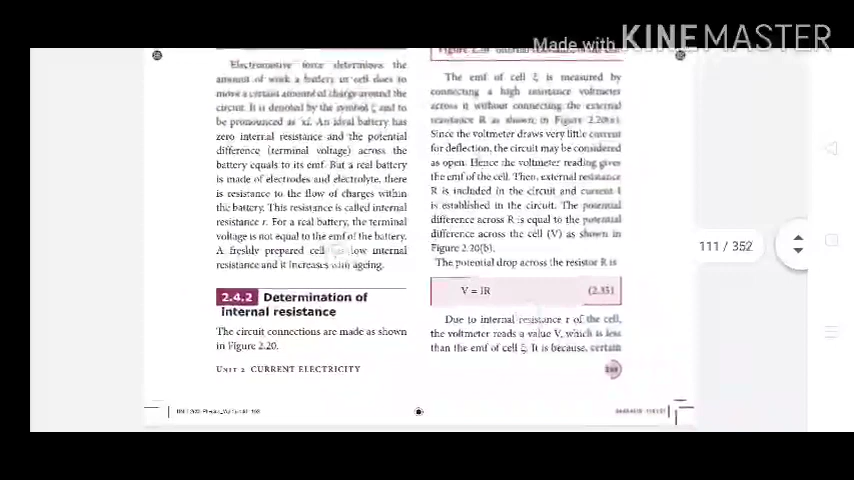 Made with KINEMASTER
Electromotive force determines the
amount of work a battery or cell does to
move a certain amount of charge around the
circuit. It is denoted by the symbol ξ and to
be pronounced as 'xi'. An ideal battery has
zero internal resistance and the potential
difference (terminal voltage) across the
battery equals to its emf. But a real battery
is made of electrodes and electrolyte, there
is resistance to the flow of charges within
the battery. This resistance is called internal
resistance r. For a real battery, the terminal
voltage is not equal to the emf of the battery.
A freshly prepared cell low internal
resistance and it increases with ageing.
2.4.2 Determination of
internal resistance
The circuit connections are made as shown
in Figure 2.20.
UNIT 2 CURRENT ELECTRICITY
The emf of cell ξ is measured by
connecting a high resistance voltmeter
across it without connecting the external
resistance R as shown in Figure 2.20(a).
Since the voltmeter draws very little current
for deflection, the circuit may be considered
as open. Hence the voltmeter reading gives
the emf of the cell. Then, external resistance
R is included in the circuit and current I
is established in the circuit. The potential
difference across R is equal to the potential
difference across the cell (V) as shown in
Figure 2.20(b).
The potential drop across the resistor R is
V = IR (2.35)
Due to internal resistance r of the cell,
the voltmeter reads a value V, which is less
than the emf of cell ξ. It is because, certain
111 / 352